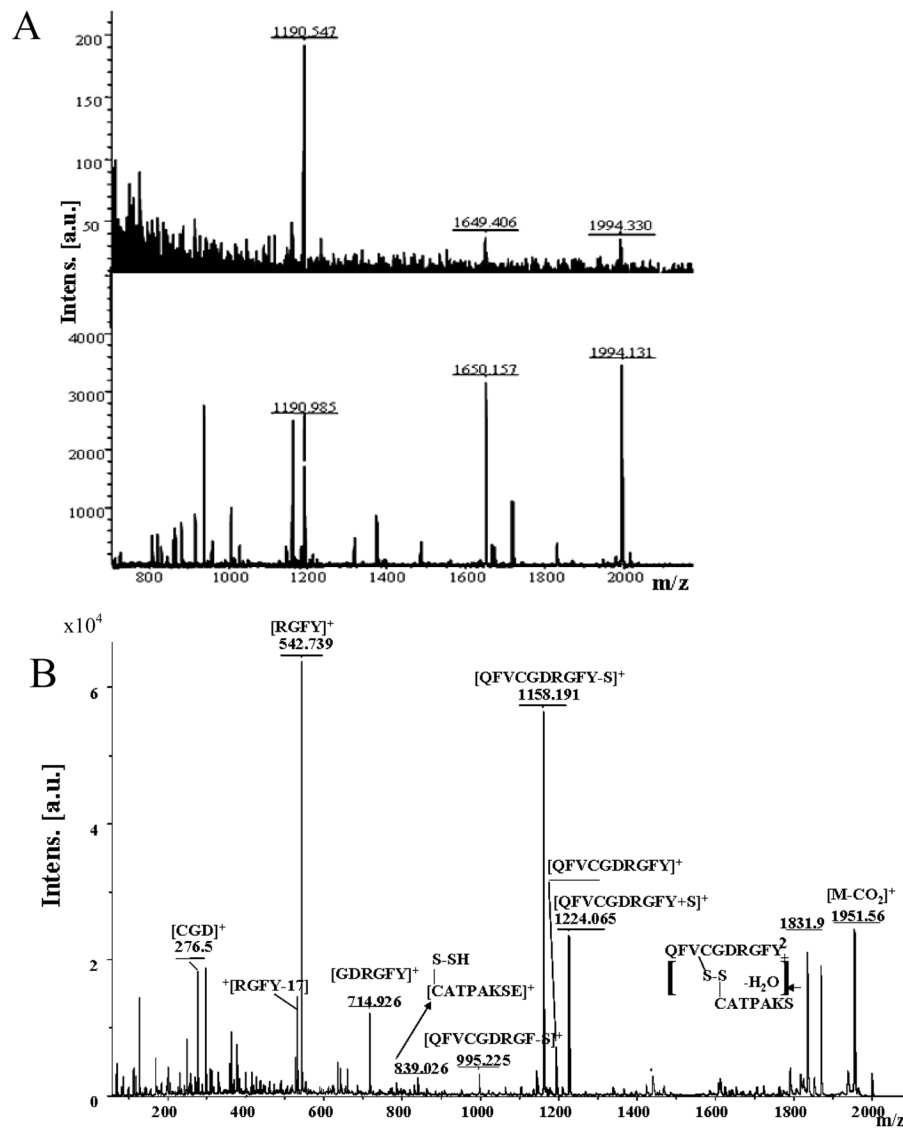 A
200
150
100
50
1190.547
1649.406
1994.330
Intens. [a.u.]
4000
3000
2000
1000
1190.985
1650.157
1994.131
800 1000 1200 1400 1600 1800 2000 m/z
x10^4
B
[RGFY]+
542.739
[QFVCGDRGFY-S]+
1158.191
6
4
2
0
Intens. [a.u.]
[QFVCGDRGFY]+
[QFVCGDRGFY+S]+
1224.065
[M-CO2]+
1951.56
1831.9
[CGD]+
276.5
+[RGFY-17]
[GDRGFY]+
714.926
S-SH
[CATPAKSE]+
839.026
[QFVCGDRGF-S]+
995.225
QFVCGDRGFY
2
+
S-S
-H2O
CATPAKS
200 400 600 800 1000 1200 1400 1600 1800 2000 m/z